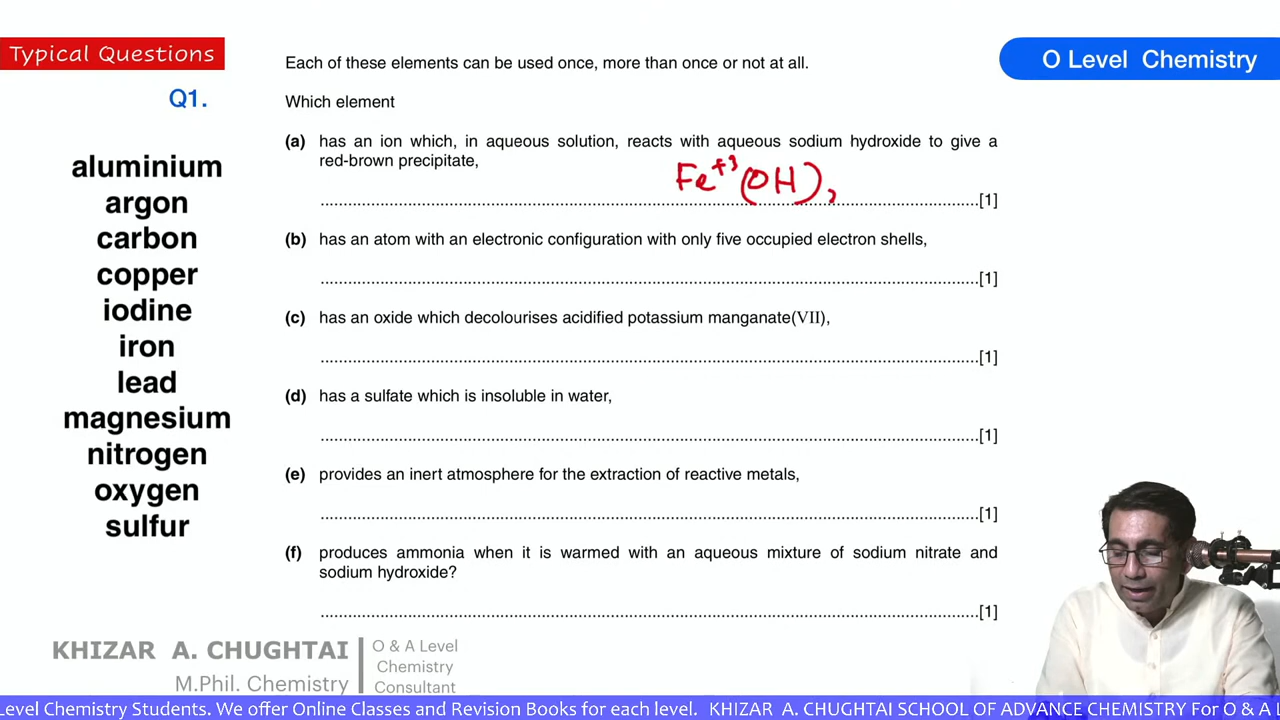 Typical Questions
Each of these elements can be used once, more than once or not at all.
O Level Chemistry
Q1.
Which element
aluminium
argon
carbon
copper
iodine
iron
lead
magnesium
nitrogen
oxygen
sulfur
(a) has an ion which, in aqueous solution, reacts with aqueous sodium hydroxide to give a
red-brown precipitate,
Fe+3(OH)
[1]
(b) has an atom with an electronic configuration with only five occupied electron shells,
[1]
(c) has an oxide which decolourises acidified potassium manganate(VII),
[1]
(d) has a sulfate which is insoluble in water,
[1]
(e) provides an inert atmosphere for the extraction of reactive metals,
[1]
(f) produces ammonia when it is warmed with an aqueous mixture of sodium nitrate and
sodium hydroxide?
[1]
KHIZAR A. CHUGHTAI
M.Phil. Chemistry
O & A Level
Chemistry
Consultant
Level Chemistry Students. We offer Online Classes and Revision Books for each level. KHIZAR A. CHUGHTAI SCHOOL OF ADVANCE CHEMISTRY For O & A